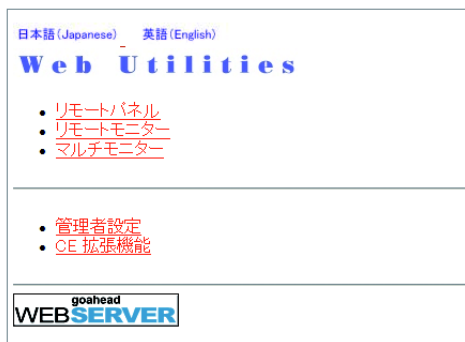 日本語(Japanese) 英語(English)
Web Utilities
リモートパネル
リモートモニター
マルチモニター
管理者設定
CE 拡張機能
goahead
WEBSERVER